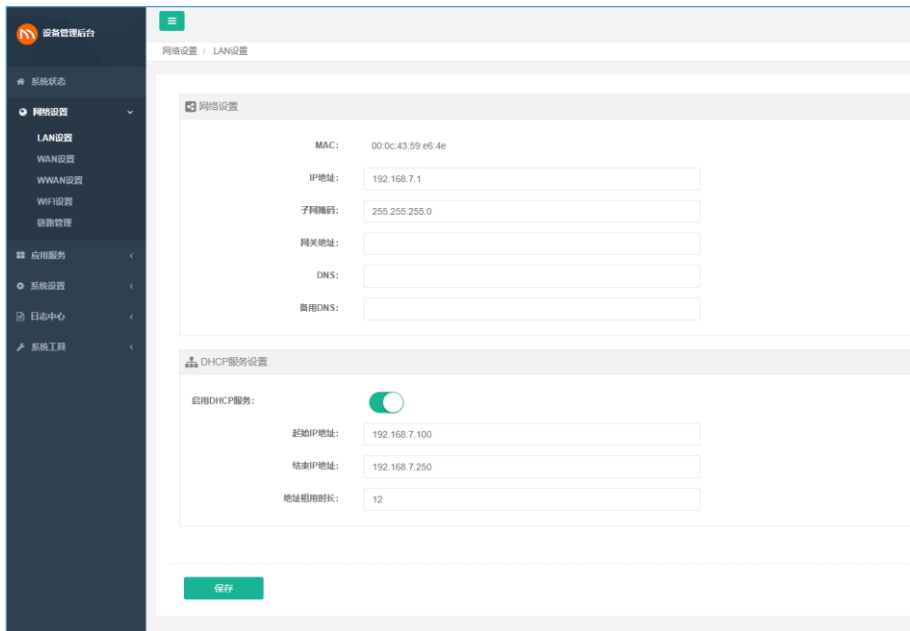 设备管理后台
网络设置 / LAN设置
系统状态
网络设置
LAN设置
WAN设置
WWAN设置
WIFI设置
链路管理
应用服务
系统设置
日志中心
系统工具
网络设置
MAC: 00:0c:43:59:e6:4e
IP地址: 192.168.7.1
子网掩码: 255.255.255.0
网关地址:
DNS:
备用DNS:
DHCP服务设置
启用DHCP服务:
起始IP地址: 192.168.7.100
结束IP地址: 192.168.7.250
地址租用时长: 12
保存